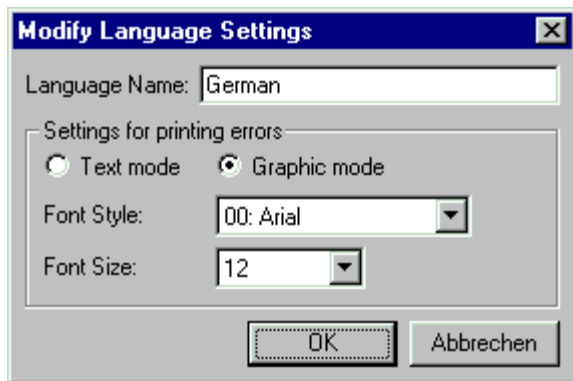 Modify Language Settings
Language Name: German
Settings for printing errors
Text mode Graphic mode
Font Style: 00: Arial
Font Size: 12
OK Abbrechen